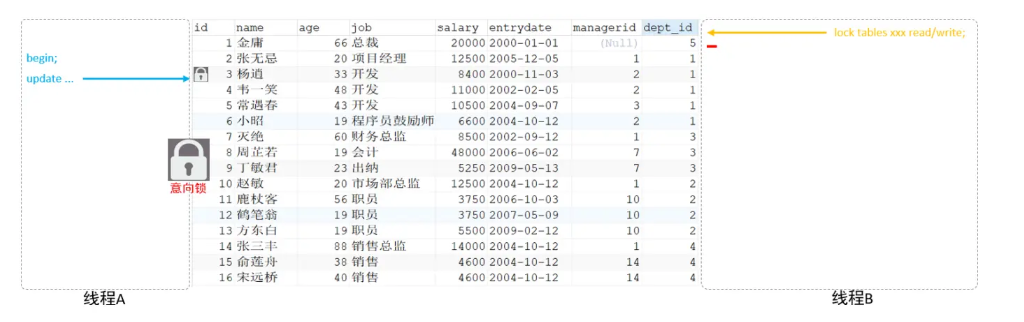 id name age job salary entrydate managerid dept_id
1 金庸 66 总裁 20000 2000-01-01 (Null) 5
lock tables xxx read/write;
begin;
2 张无忌 20 项目经理 12500 2005-12-05 1 1
update ...
3 杨逍 33 开发 8400 2000-11-03 2 1
4 韦一笑 48 开发 11000 2002-02-05 2 1
5 常遇春 43 开发 10500 2004-09-07 3 1
6 小昭 19 程序员鼓励师 6600 2004-10-12 2 1
7 灭绝 60 财务总监 8500 2002-09-12 1 3
8 周芷若 19 会计 48000 2006-06-02 7 3
9 丁敏君 23 出纳 5250 2009-05-13 7 3
意向锁
10 赵敏 20 市场部总监 12500 2004-10-12 1 2
11 鹿杖客 56 职员 3750 2006-10-03 10 2
12 鹤笔翁 19 职员 3750 2007-05-09 10 2
13 方东白 19 职员 5500 2009-02-12 10 2
14 张三丰 88 销售总监 14000 2004-10-12 1 4
15 俞莲舟 38 销售 4600 2004-10-12 14 4
16 宋远桥 40 销售 4600 2004-10-12 14 4
线程A
线程B